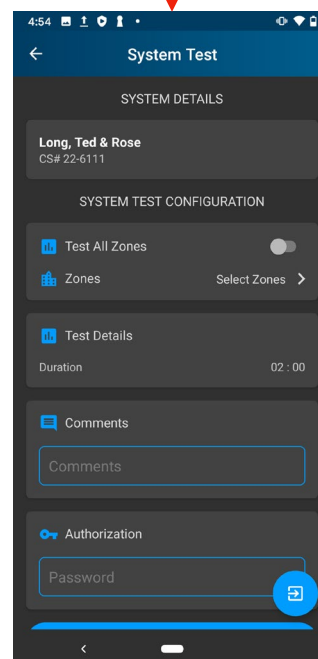 4:54
System Test
SYSTEM DETAILS
Long, Ted & Rose
CS# 22-6111
SYSTEM TEST CONFIGURATION
Test All Zones
Zones Select Zones
Test Details
Duration 02 : 00
Comments
Comments
Authorization
Password